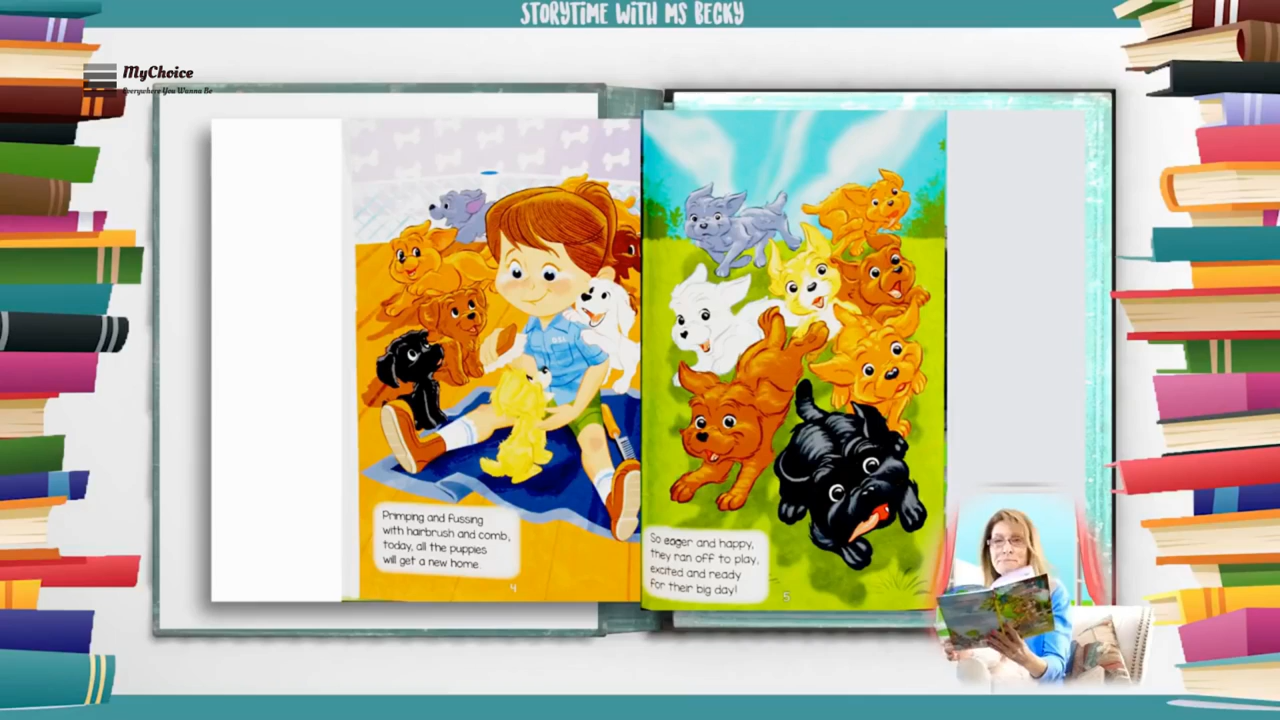 STORYTIME WITH MS BECKY
MyChoice
Everywhere You Wanna Be
Primping and fussing
with hairbrush and comb,
today, all the puppies
will get a new home.
4
So eager and happy,
they ran off to play,
excited and ready
for their big day!
5